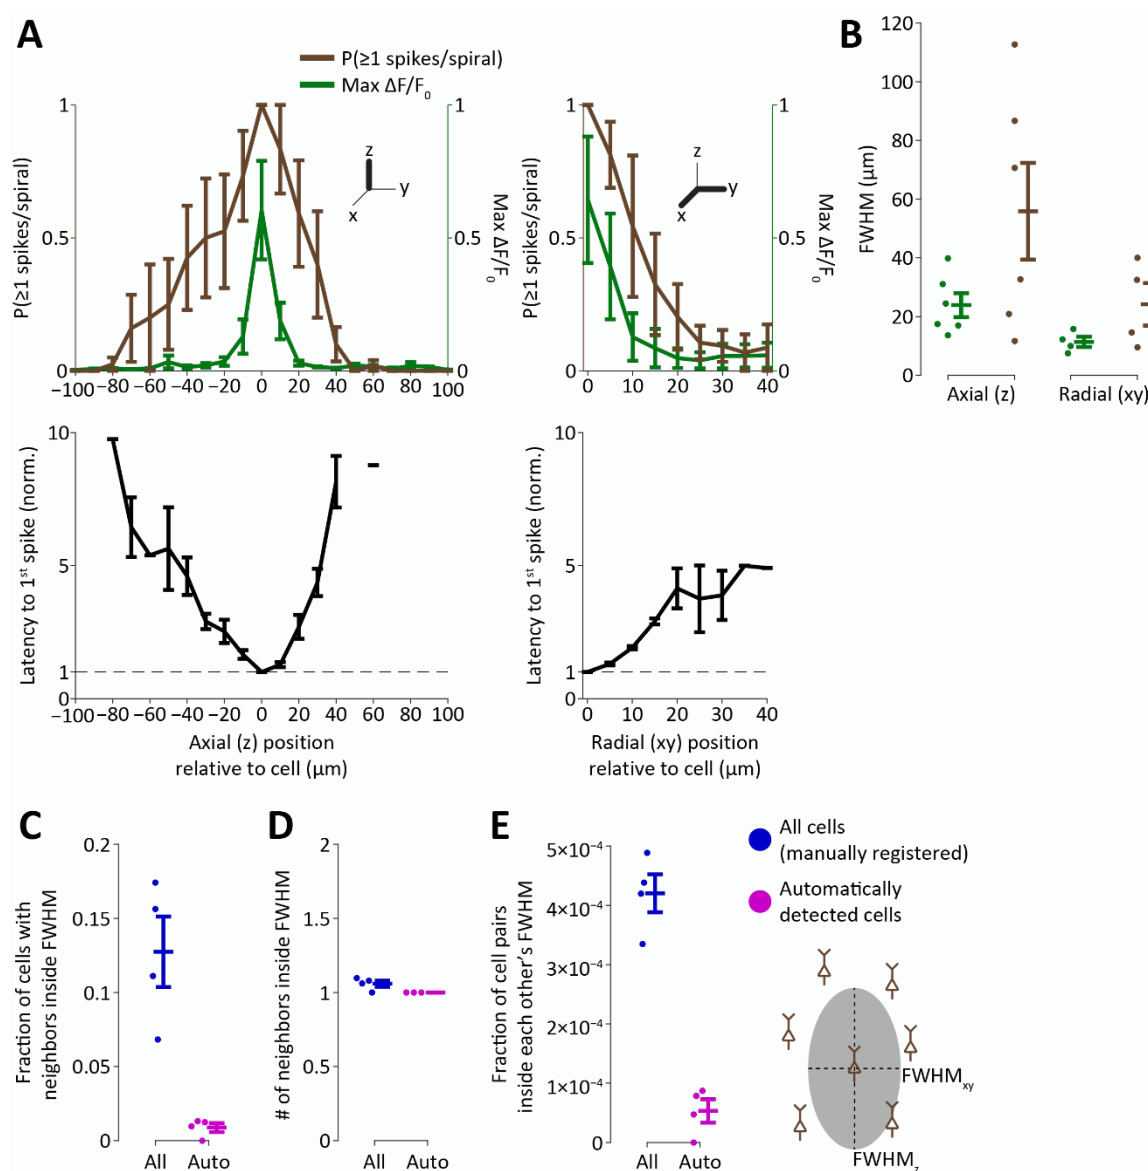 A
P(≥1 spikes/spiral)
Max ΔF/F₀
1
0.5
0
P(≥1 spikes/spiral)
1
0.5
0
Max ΔF/F₀
z
y
x
−100
−60
−20
0
20
60
100
1
0.5
0
P(≥1 spikes/spiral)
1
0.5
0
Max ΔF/F₀
z
y
x
0
10
20
30
40
B
120
100
80
60
40
20
0
FWHM (µm)
Axial (z)
Radial (xy)
10
5
1
0
Latency to 1ˢᵗ spike (norm.)
−100
−80
−60
−40
−20
0
20
40
60
80
100
Axial (z) position
relative to cell (µm)
10
5
1
0
Latency to 1ˢᵗ spike (norm.)
0
10
20
30
40
Radial (xy) position
relative to cell (µm)
C
0.2
0.15
0.1
0.05
0
Fraction of cells with
neighbors inside FWHM
All
Auto
D
2
1.5
1
0.5
0
# of neighbors inside FWHM
All
Auto
E
5×10⁻⁴
4×10⁻⁴
3×10⁻⁴
2×10⁻⁴
1×10⁻⁴
0
Fraction of cell pairs
inside each other's FWHM
All
Auto
All cells
(manually registered)
Automatically
detected cells
FWHMxy
FWHMz